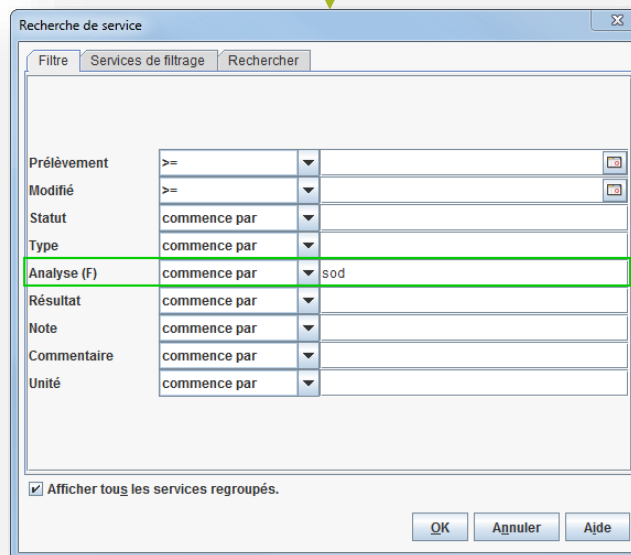 Recherche de service
Filtre Services de filtrage Rechercher
Prélèvement >=
Modifié >=
Statut commence par
Type commence par
Analyse (F) commence par sod
Résultat commence par
Note commence par
Commentaire commence par
Unité commence par
Afficher tous les services regroupés.
OK Annuler Aide